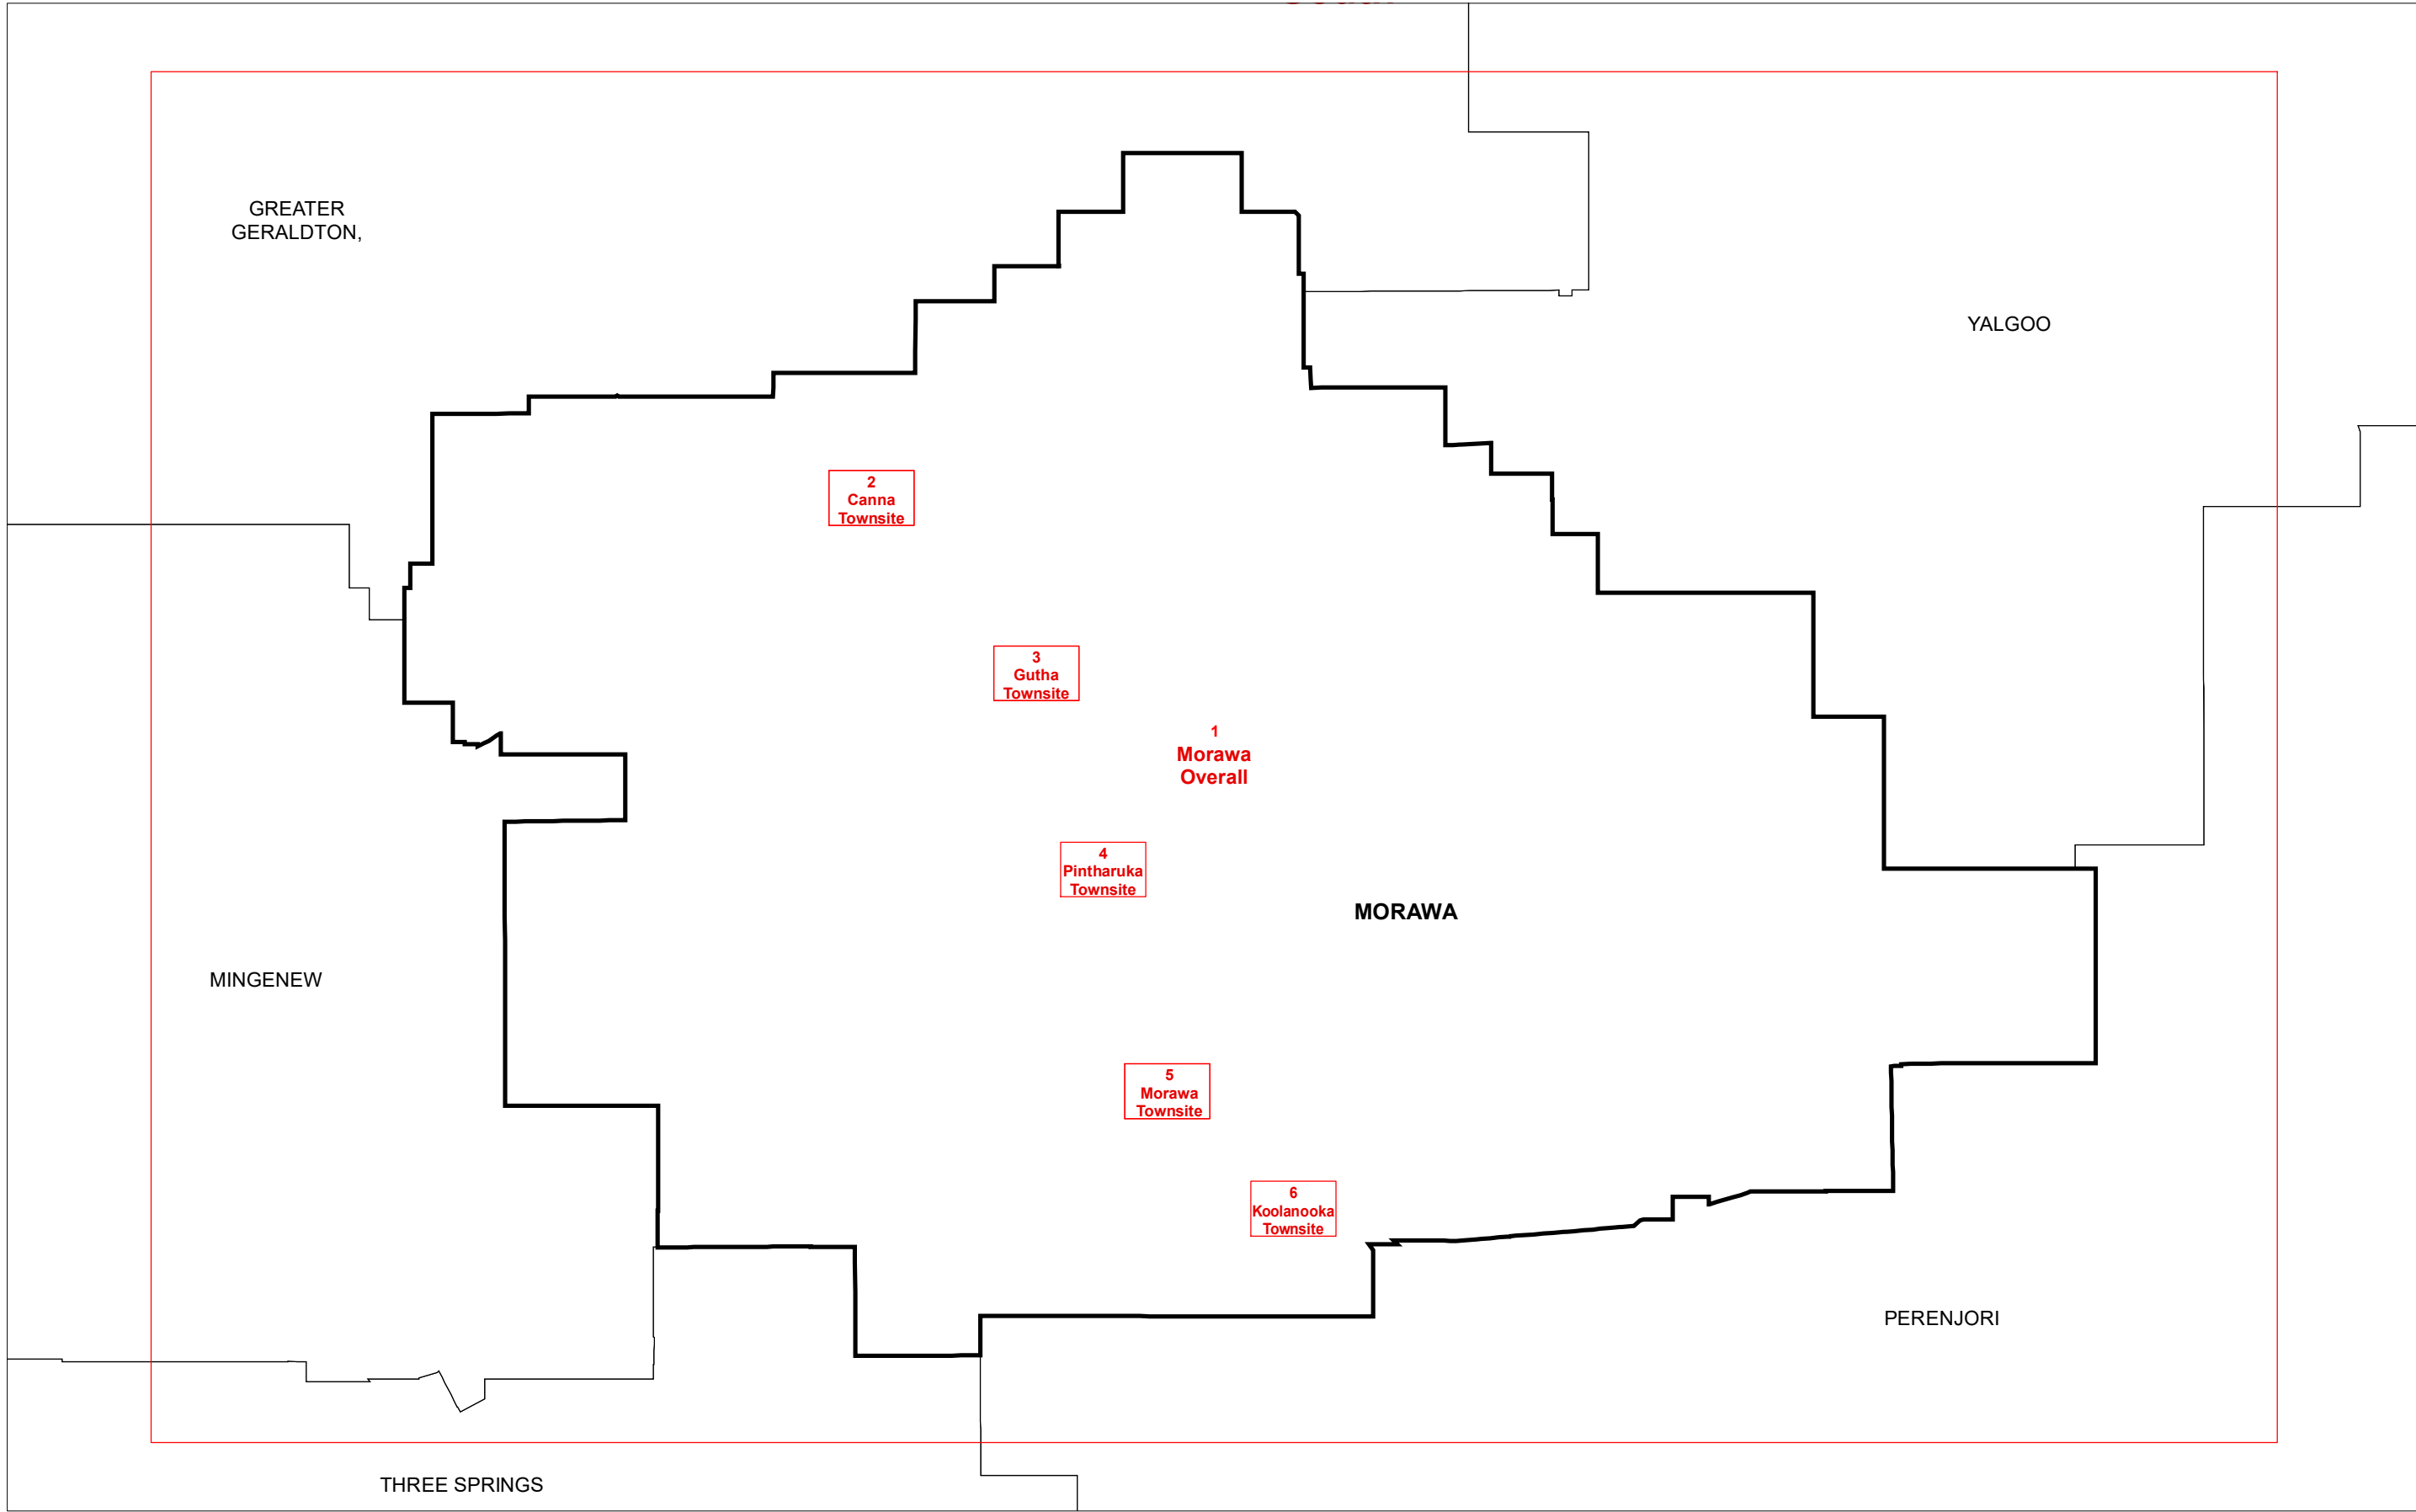 GREATER
GERALDTON,
YALGOO
2
Canna
Townsite
3
Gutha
Townsite
1
Morawa
Overall
4
Pintharuka
Townsite
MORAWA
MINGENEW
5
Morawa
Townsite
6
Koolanooka
Townsite
PERENJORI
THREE SPRINGS